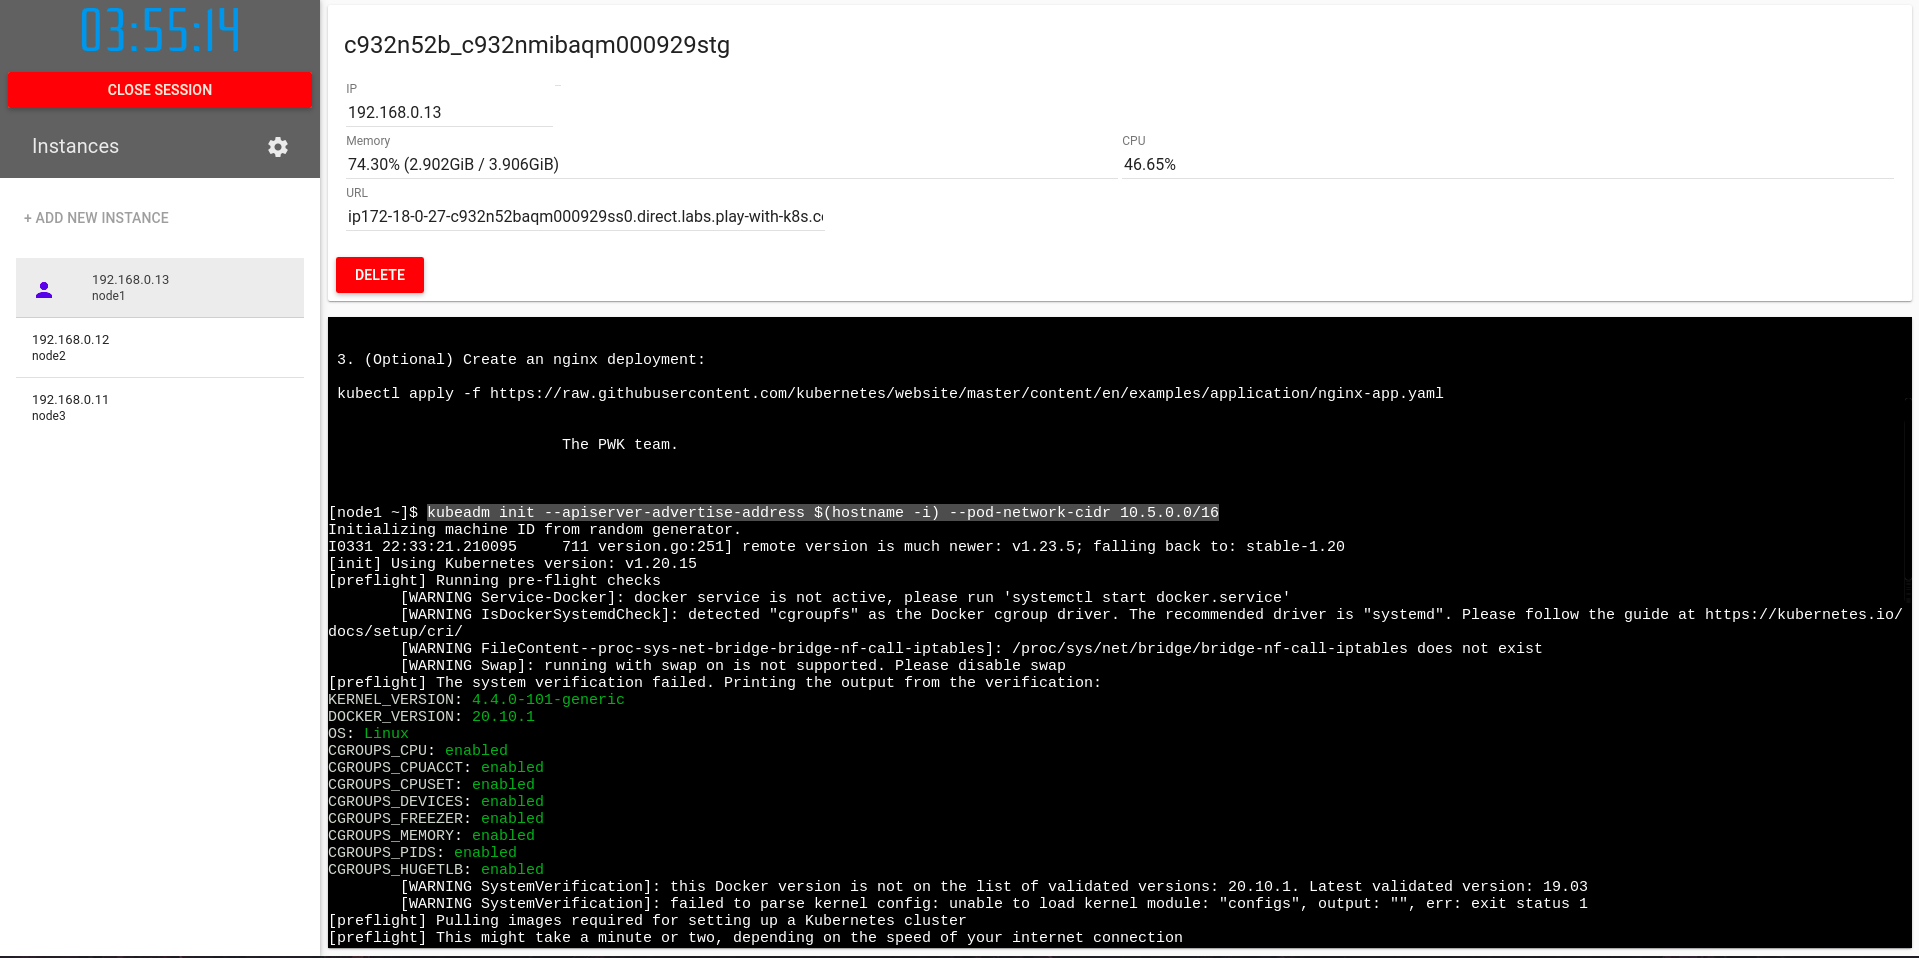 03:55:14
CLOSE SESSION
Instances
+ ADD NEW INSTANCE
192.168.0.13
node1
192.168.0.12
node2
192.168.0.11
node3
c932n52b_c932nmibaqm000929stg
IP
192.168.0.13
Memory
74.30% (2.902GiB / 3.906GiB)
CPU
46.65%
URL
ip172-18-0-27-c932n52baqm000929ss0.direct.labs.play-with-k8s.c
DELETE
3. (Optional) Create an nginx deployment:
kubectl apply -f https://raw.githubusercontent.com/kubernetes/website/master/content/en/examples/application/nginx-app.yaml
The PWK team.
[node1 ~]$ kubeadm init --apiserver-advertise-address $(hostname -i) --pod-network-cidr 10.5.0.0/16
Initializing machine ID from random generator.
I0331 22:33:21.210095     711 version.go:251] remote version is much newer: v1.23.5; falling back to: stable-1.20
[init] Using Kubernetes version: v1.20.15
[preflight] Running pre-flight checks
[WARNING Service-Docker]: docker service is not active, please run 'systemctl start docker.service'
[WARNING IsDockerSystemdCheck]: detected "cgroupfs" as the Docker cgroup driver. The recommended driver is "systemd". Please follow the guide at https://kubernetes.io/
docs/setup/cri/
[WARNING FileContent--proc-sys-net-bridge-bridge-nf-call-iptables]: /proc/sys/net/bridge/bridge-nf-call-iptables does not exist
[WARNING Swap]: running with swap on is not supported. Please disable swap
[preflight] The system verification failed. Printing the output from the verification:
KERNEL_VERSION: 4.4.0-101-generic
DOCKER_VERSION: 20.10.1
OS: Linux
CGROUPS_CPU: enabled
CGROUPS_CPUACCT: enabled
CGROUPS_CPUSET: enabled
CGROUPS_DEVICES: enabled
CGROUPS_FREEZER: enabled
CGROUPS_MEMORY: enabled
CGROUPS_PIDS: enabled
CGROUPS_HUGETLB: enabled
[WARNING SystemVerification]: this Docker version is not on the list of validated versions: 20.10.1. Latest validated version: 19.03
[WARNING SystemVerification]: failed to parse kernel config: unable to load kernel module: "configs", output: "", err: exit status 1
[preflight] Pulling images required for setting up a Kubernetes cluster
[preflight] This might take a minute or two, depending on the speed of your internet connection